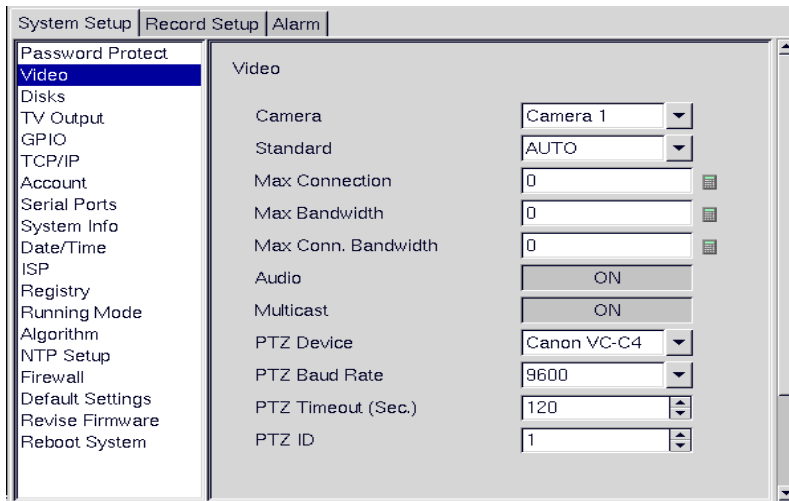 System Setup Record Setup Alarm
Password Protect
Video
Disks
TV Output
GPIO
TCP/IP
Account
Serial Ports
System Info
Date/Time
ISP
Registry
Running Mode
Algorithm
NTP Setup
Firewall
Default Settings
Revise Firmware
Reboot System
Video
Camera Camera 1
Standard AUTO
Max Connection 0
Max Bandwidth 0
Max Conn. Bandwidth 0
Audio ON
Multicast ON
PTZ Device Canon VC-C4
PTZ Baud Rate 9600
PTZ Timeout (Sec.) 120
PTZ ID 1